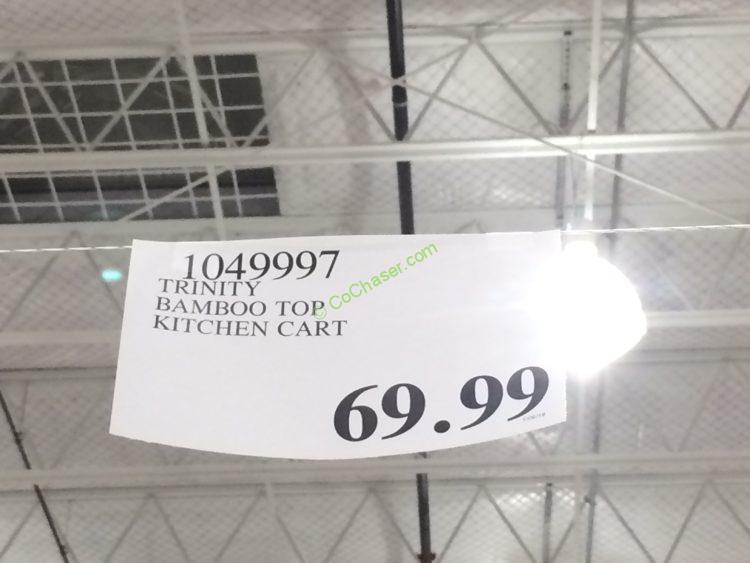 1049997
TRINITY
BAMBOO TOP
KITCHEN CART
© CoChaser.com
69.99